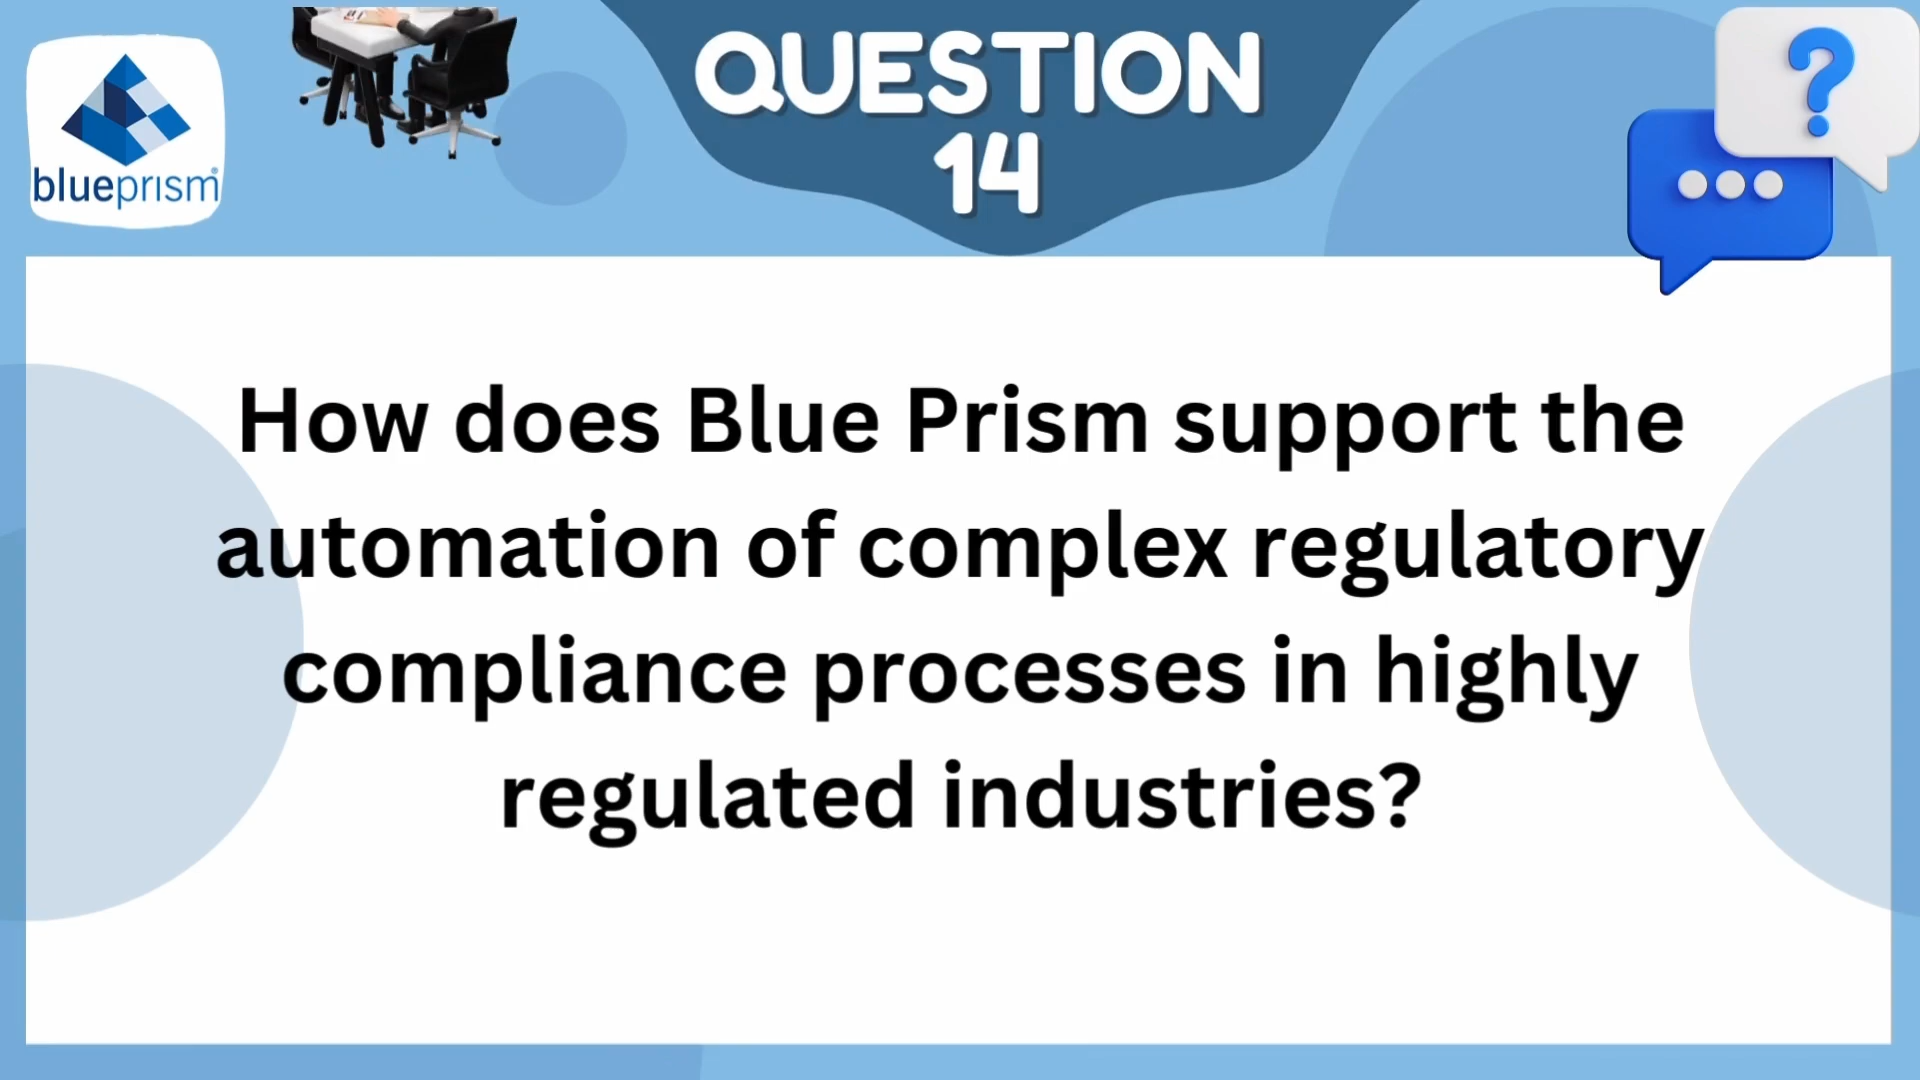 blueprism®
QUESTION
14
?
How does Blue Prism support the
automation of complex regulatory
compliance processes in highly
regulated industries?